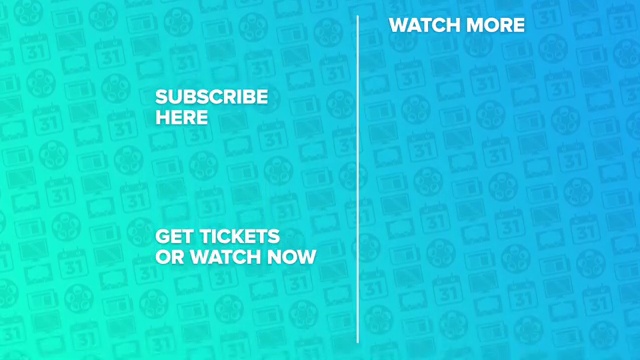 SUBSCRIBE
HERE
GET TICKETS
OR WATCH NOW
WATCH MORE